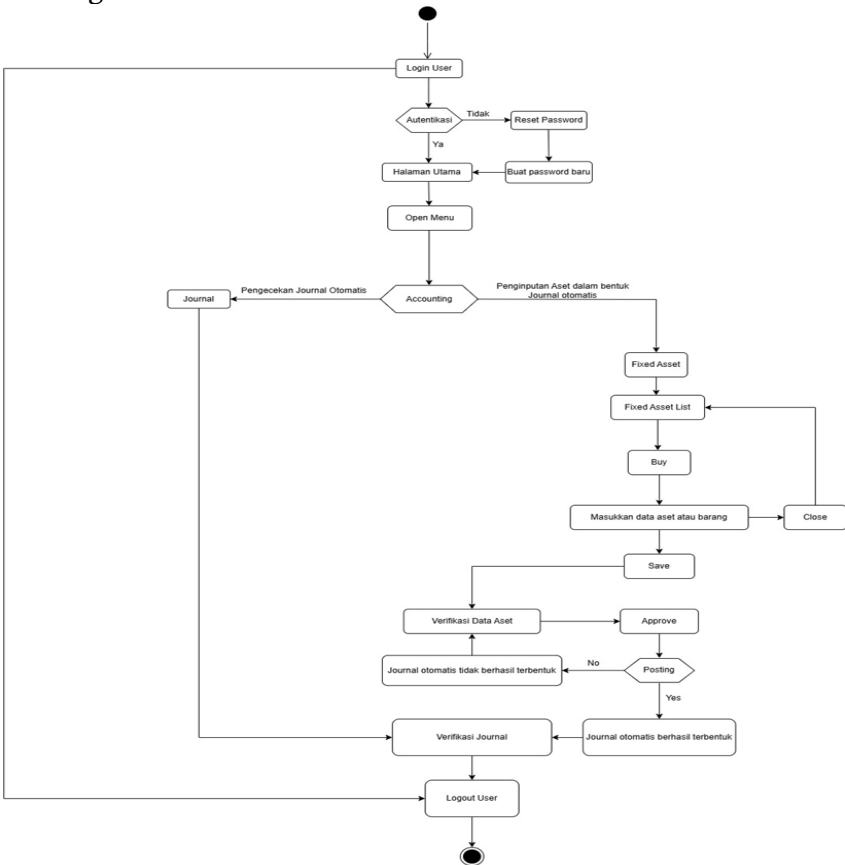 Login User
Autentikasi
Tidak
Reset Password
Ya
Halaman Utama
Buat password baru
Open Menu
Journal
Pengecekan Journal Otomatis
Accounting
Penginputan Aset dalam bentuk
Journal otomatis
Fixed Asset
Fixed Asset List
Buy
Masukkan data aset atau barang
Close
Save
Verifikasi Data Aset
Approve
Journal otomatis tidak berhasil terbentuk
No
Posting
Yes
Verifikasi Journal
Journal otomatis berhasil terbentuk
Logout User